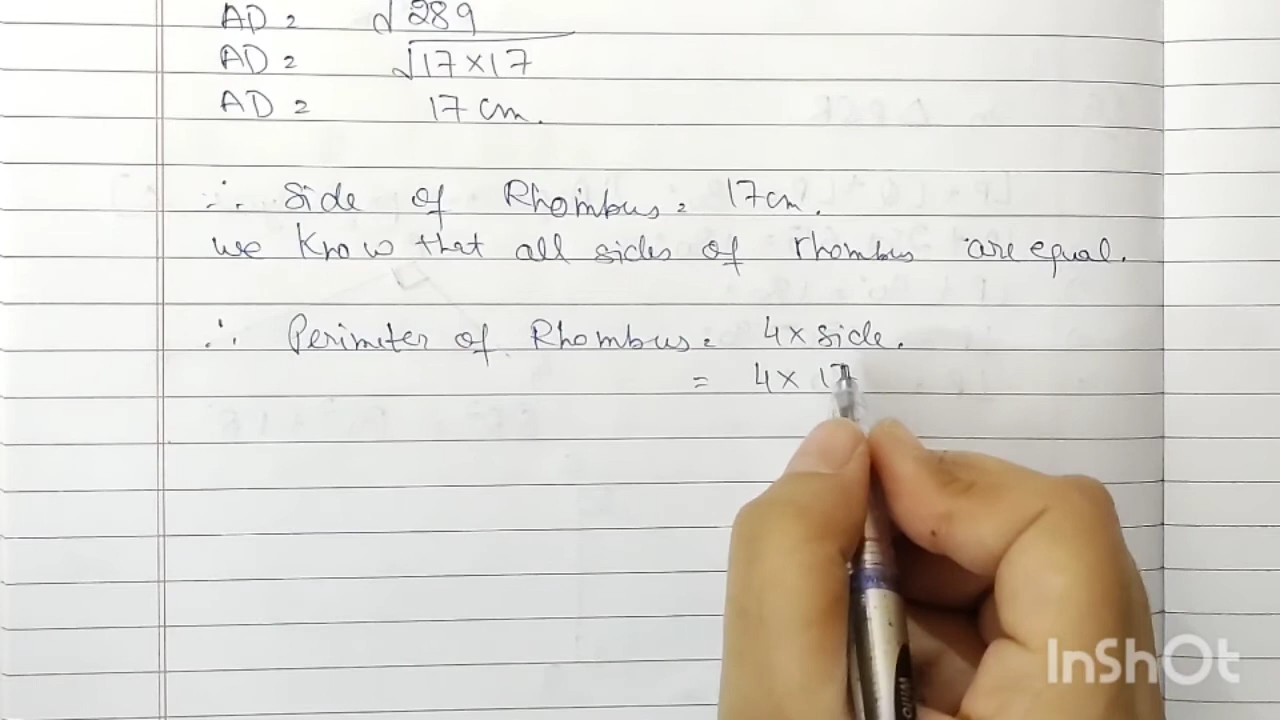 AD = √289
AD = √17×17
AD = 17 cm.
∴ Side of Rhombus = 17cm.
we know that all sides of rhombus are equal.
∴ Perimeter of Rhombus = 4× side.
= 4× 17
InShOt